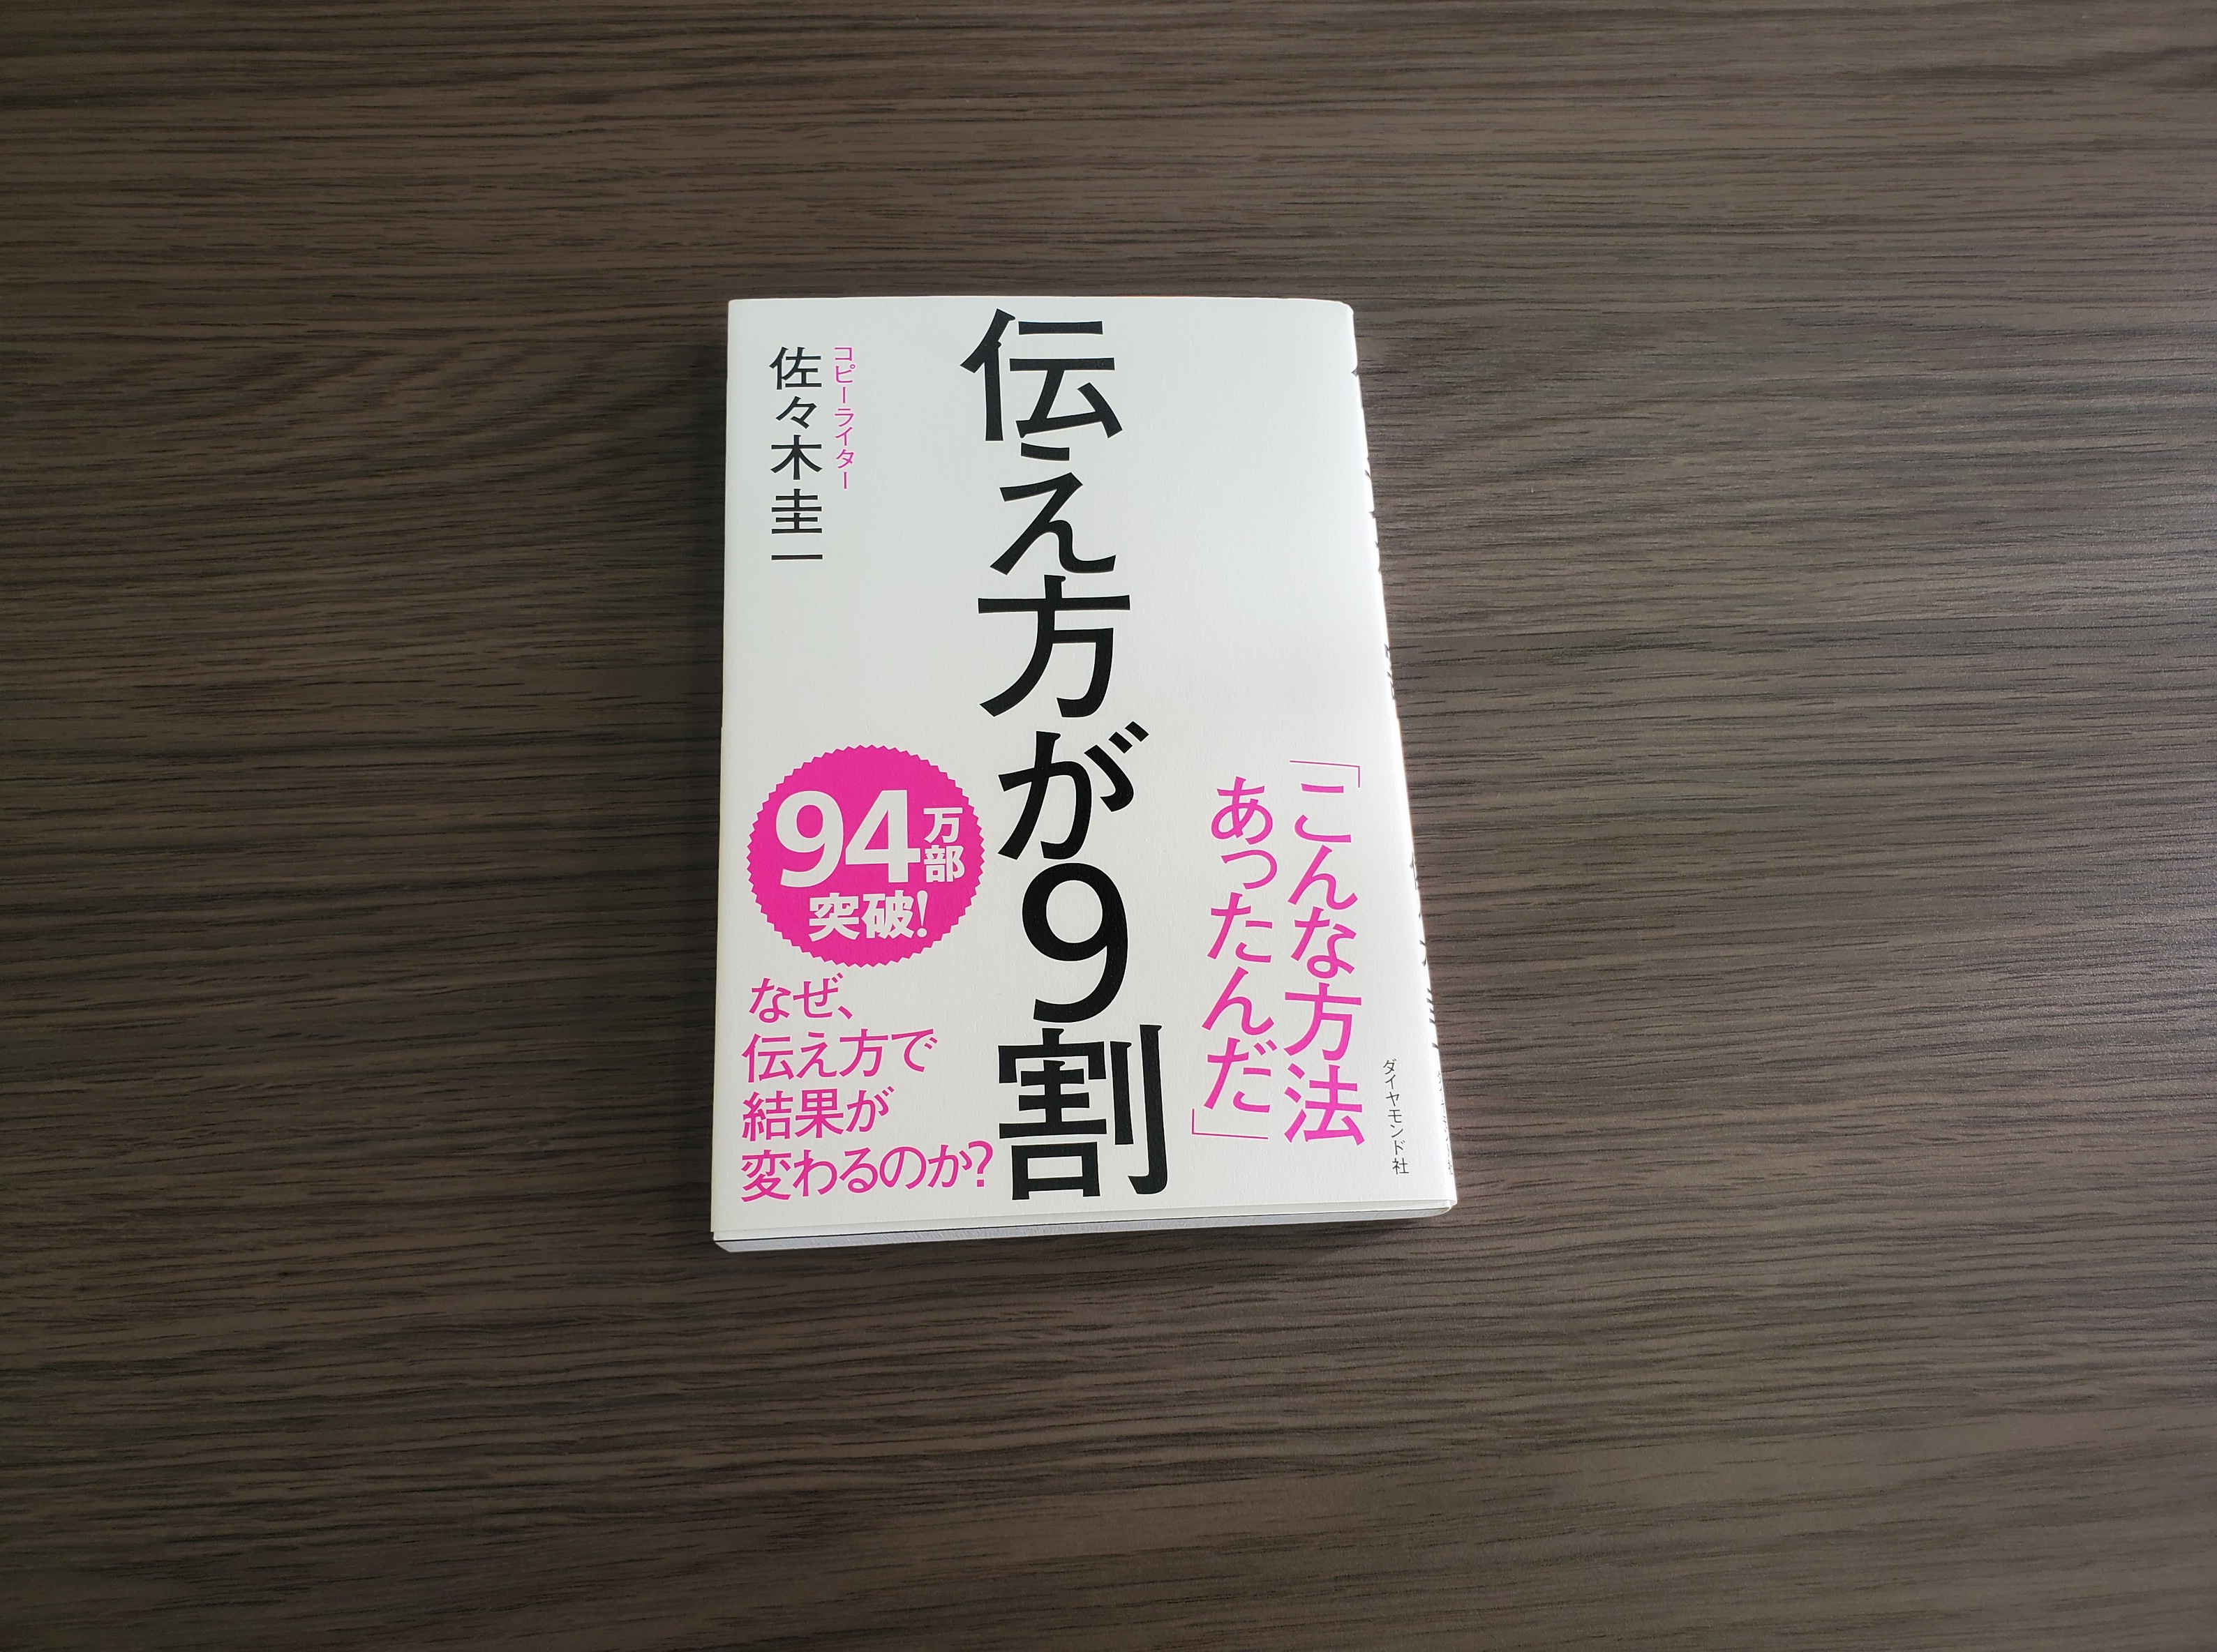 伝え方が9割
コピーライター
佐々木圭一
「こんな方法
あったんだ」
94万部
突破!
なぜ、
伝え方で
結果が
変わるのか?
ダイヤモンド社